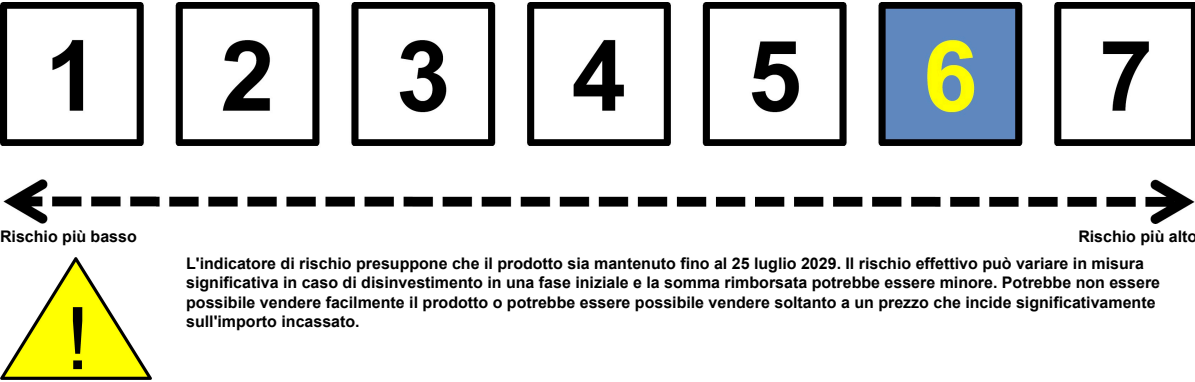 1 2 3 4 5 6 7
Rischio più basso Rischio più alto
L'indicatore di rischio presuppone che il prodotto sia mantenuto fino al 25 luglio 2029. Il rischio effettivo può variare in misura
significativa in caso di disinvestimento in una fase iniziale e la somma rimborsata potrebbe essere minore. Potrebbe non essere
possibile vendere facilmente il prodotto o potrebbe essere possibile vendere soltanto a un prezzo che incide significativamente
sull'importo incassato.
!